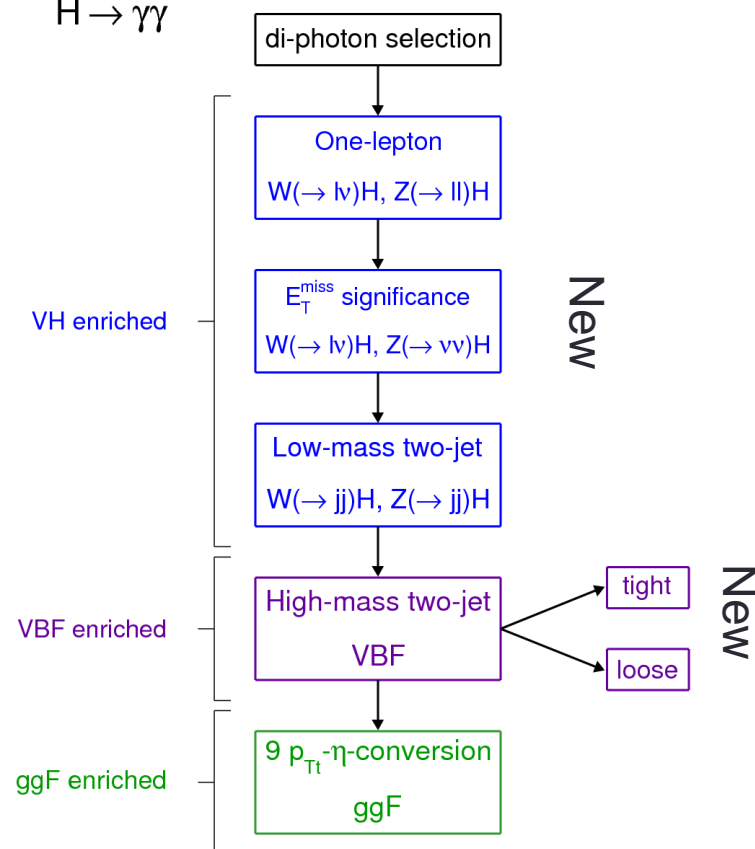 H → γγ
di-photon selection
One-lepton
W(→ lν)H, Z(→ ll)H
E_T^miss significance
W(→ lν)H, Z(→ νν)H
VH enriched
New
Low-mass two-jet
W(→ jj)H, Z(→ jj)H
High-mass two-jet
VBF
VBF enriched
tight
loose
New
9 p_Tt-η-conversion
ggF
ggF enriched